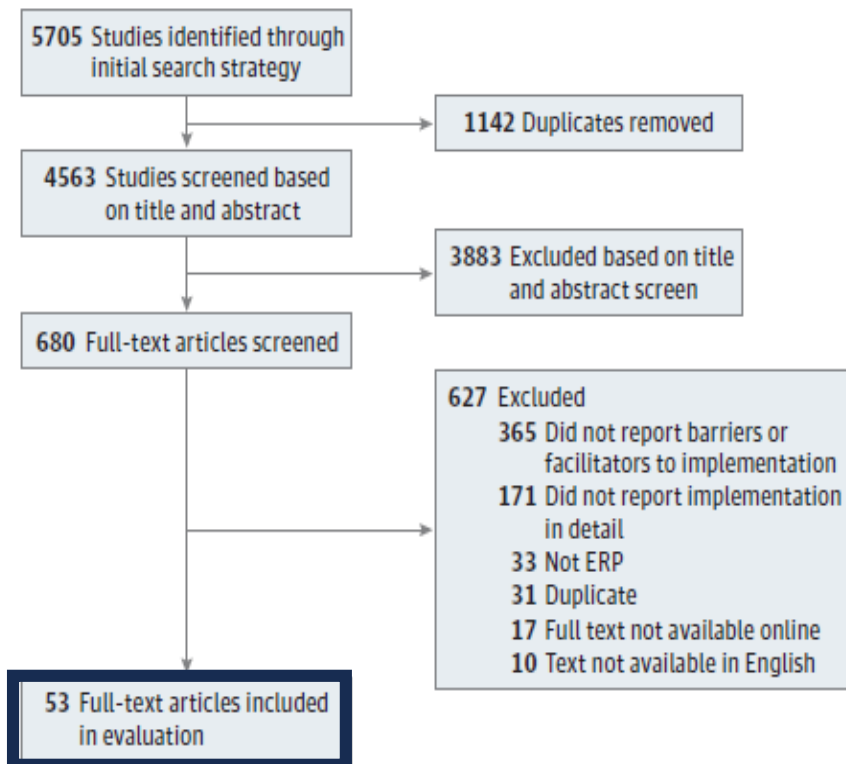 5705 Studies identified through
initial search strategy
1142 Duplicates removed
4563 Studies screened based
on title and abstract
3883 Excluded based on title
and abstract screen
680 Full-text articles screened
627 Excluded
365 Did not report barriers or
facilitators to implementation
171 Did not report implementation
in detail
33 Not ERP
31 Duplicate
17 Full text not available online
10 Text not available in English
53 Full-text articles included
in evaluation